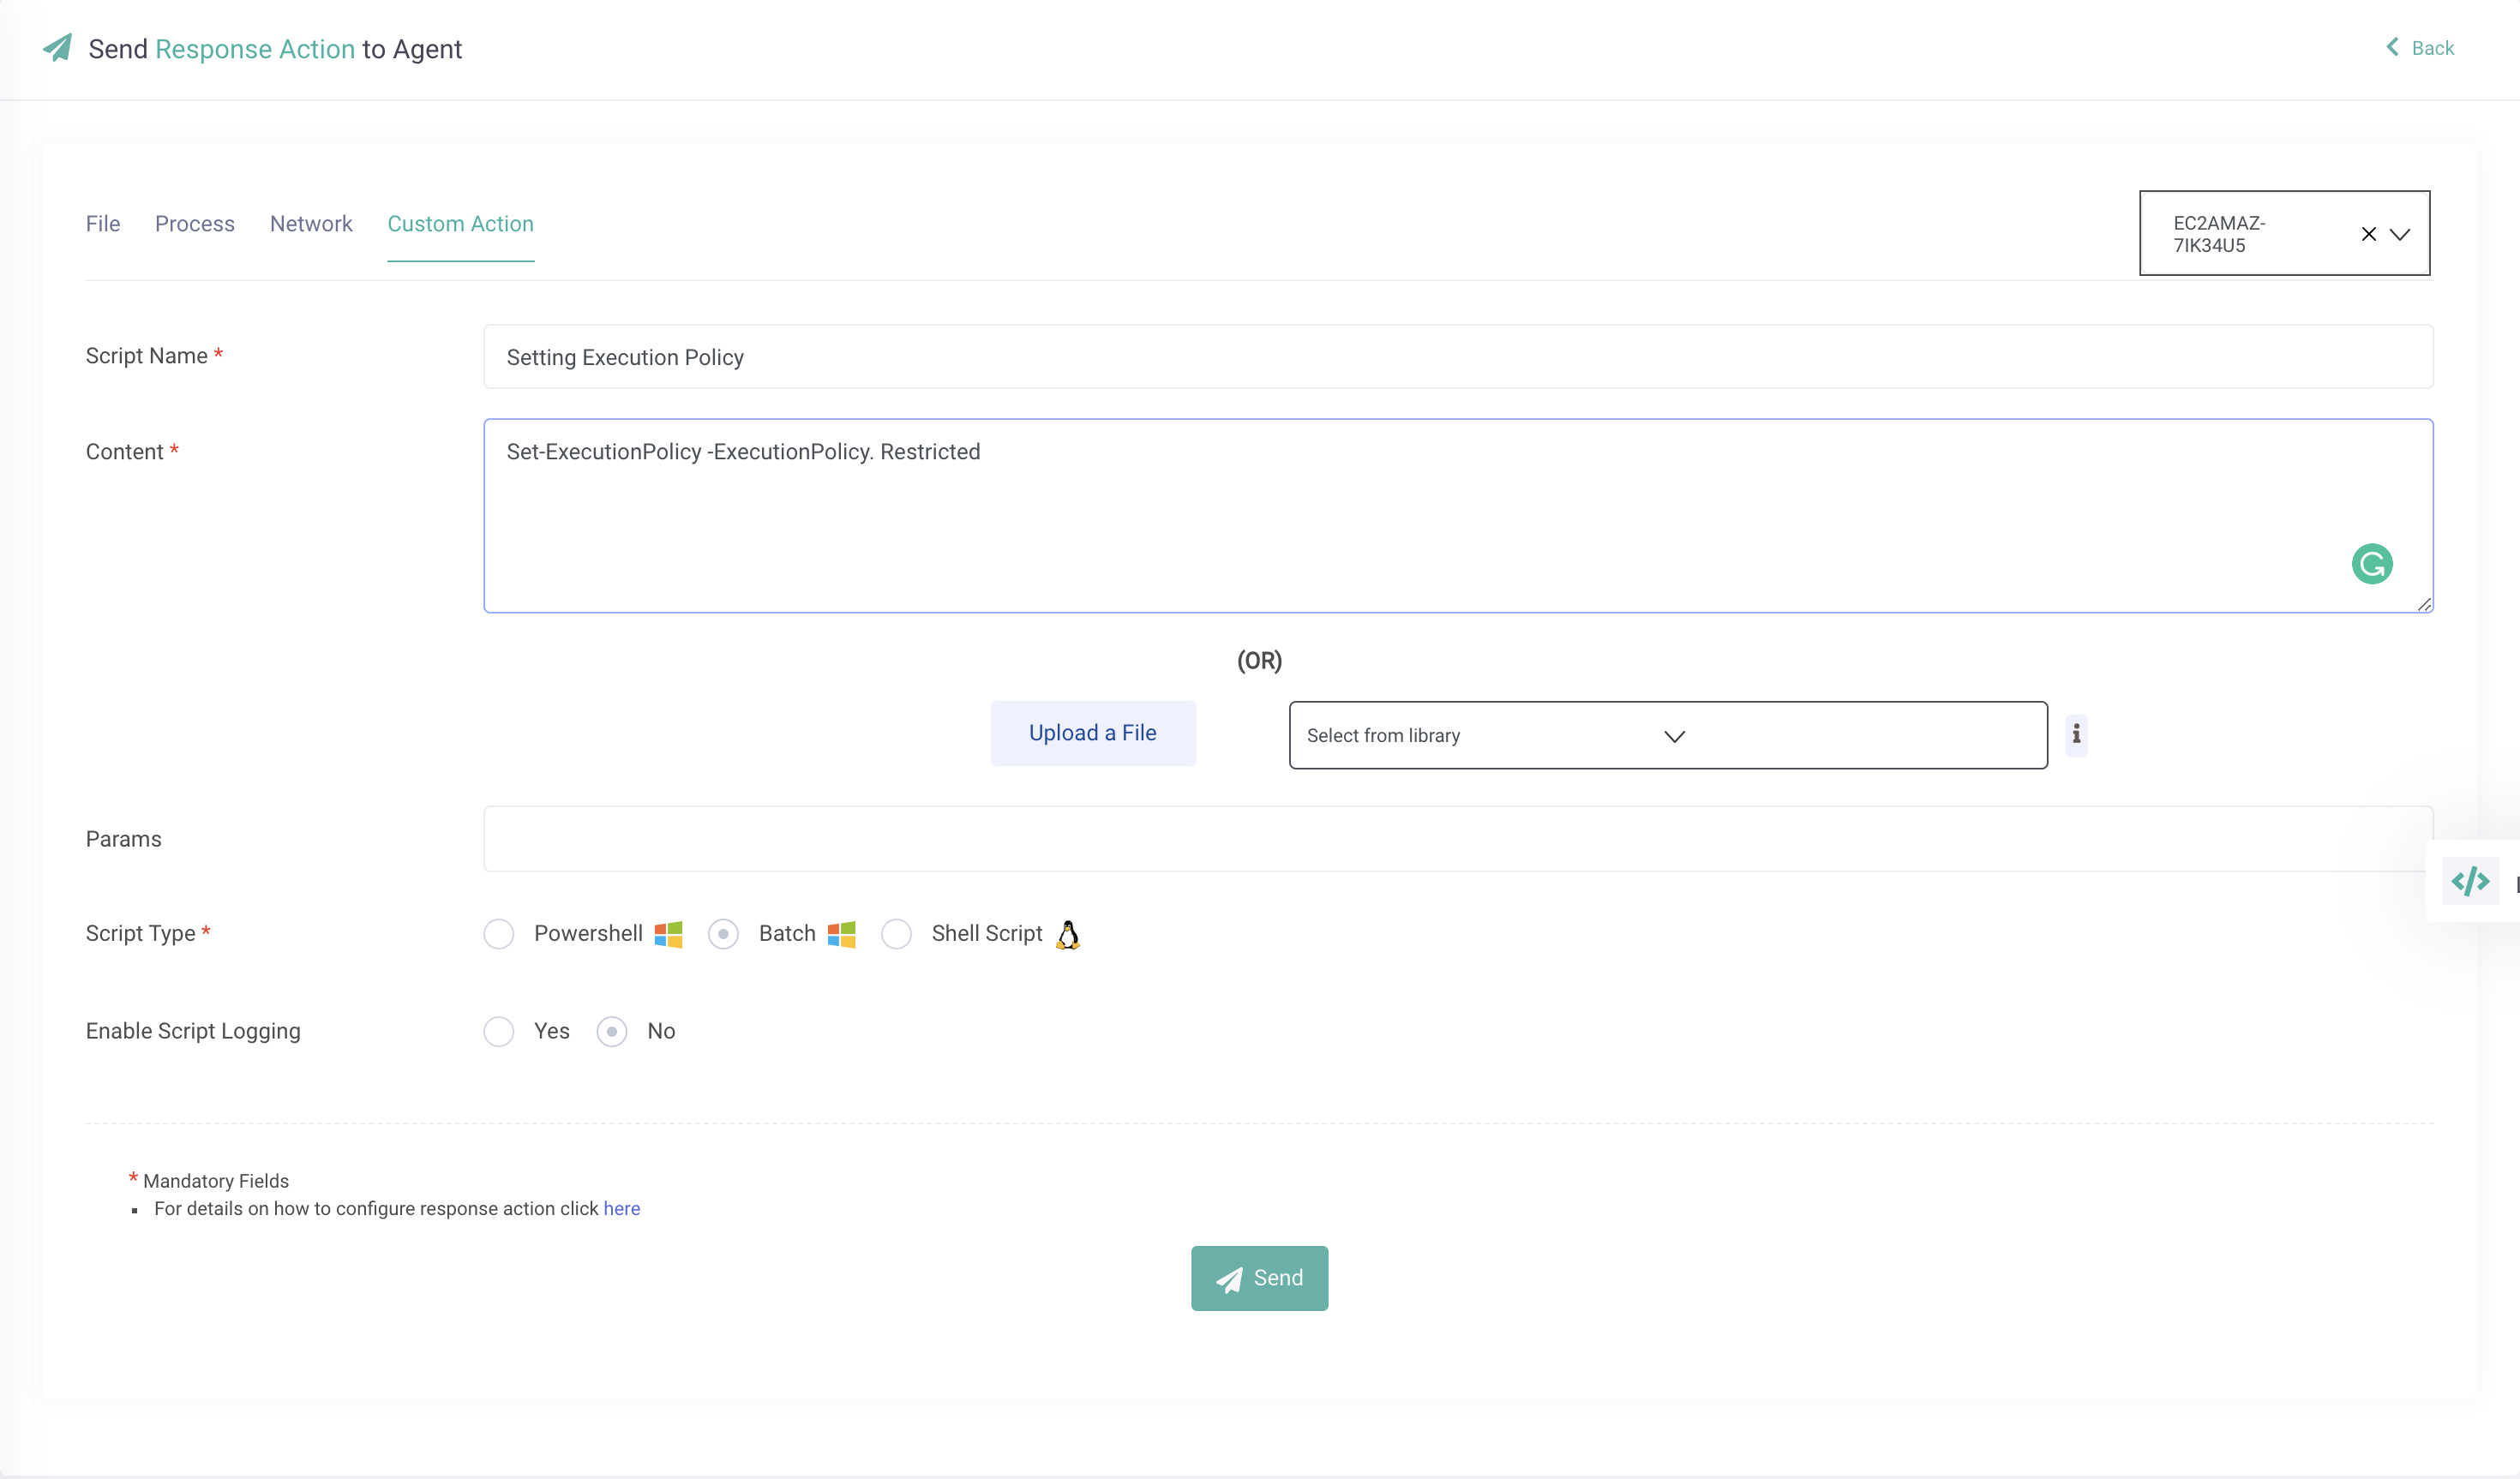 Send Response Action to Agent
Back
File Process Network Custom Action
EC2AMAZ-
7IK34U5
Script Name *
Setting Execution Policy
Content *
Set-ExecutionPolicy -ExecutionPolicy. Restricted
(OR)
Upload a File
Select from library
Params
Script Type *
Powershell Batch Shell Script
Enable Script Logging
Yes No
* Mandatory Fields
For details on how to configure response action click here
Send